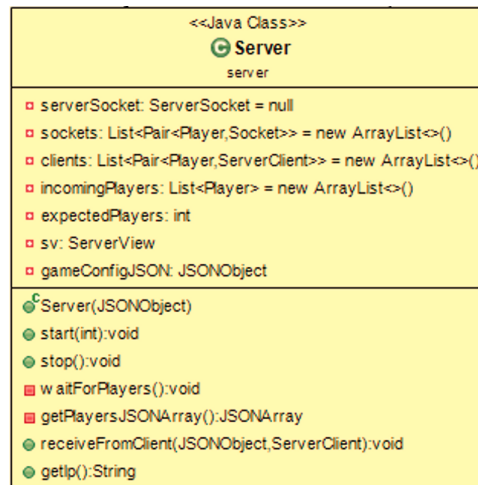 <<Java Class>>
Server
server
serverSocket: ServerSocket = null
sockets: List<Pair<Player,Socket>> = new ArrayList<>()
clients: List<Pair<Player,ServerClient>> = new ArrayList<>()
incomingPlayers: List<Player> = new ArrayList<>()
expectedPlayers: int
sv: ServerView
gameConfigJSON: JSONObject
Server(JSONObject)
start(int):void
stop():void
waitForPlayers():void
getPlayersJSONArray():JSONArray
receiveFromClient(JSONObject,ServerClient):void
getIp():String